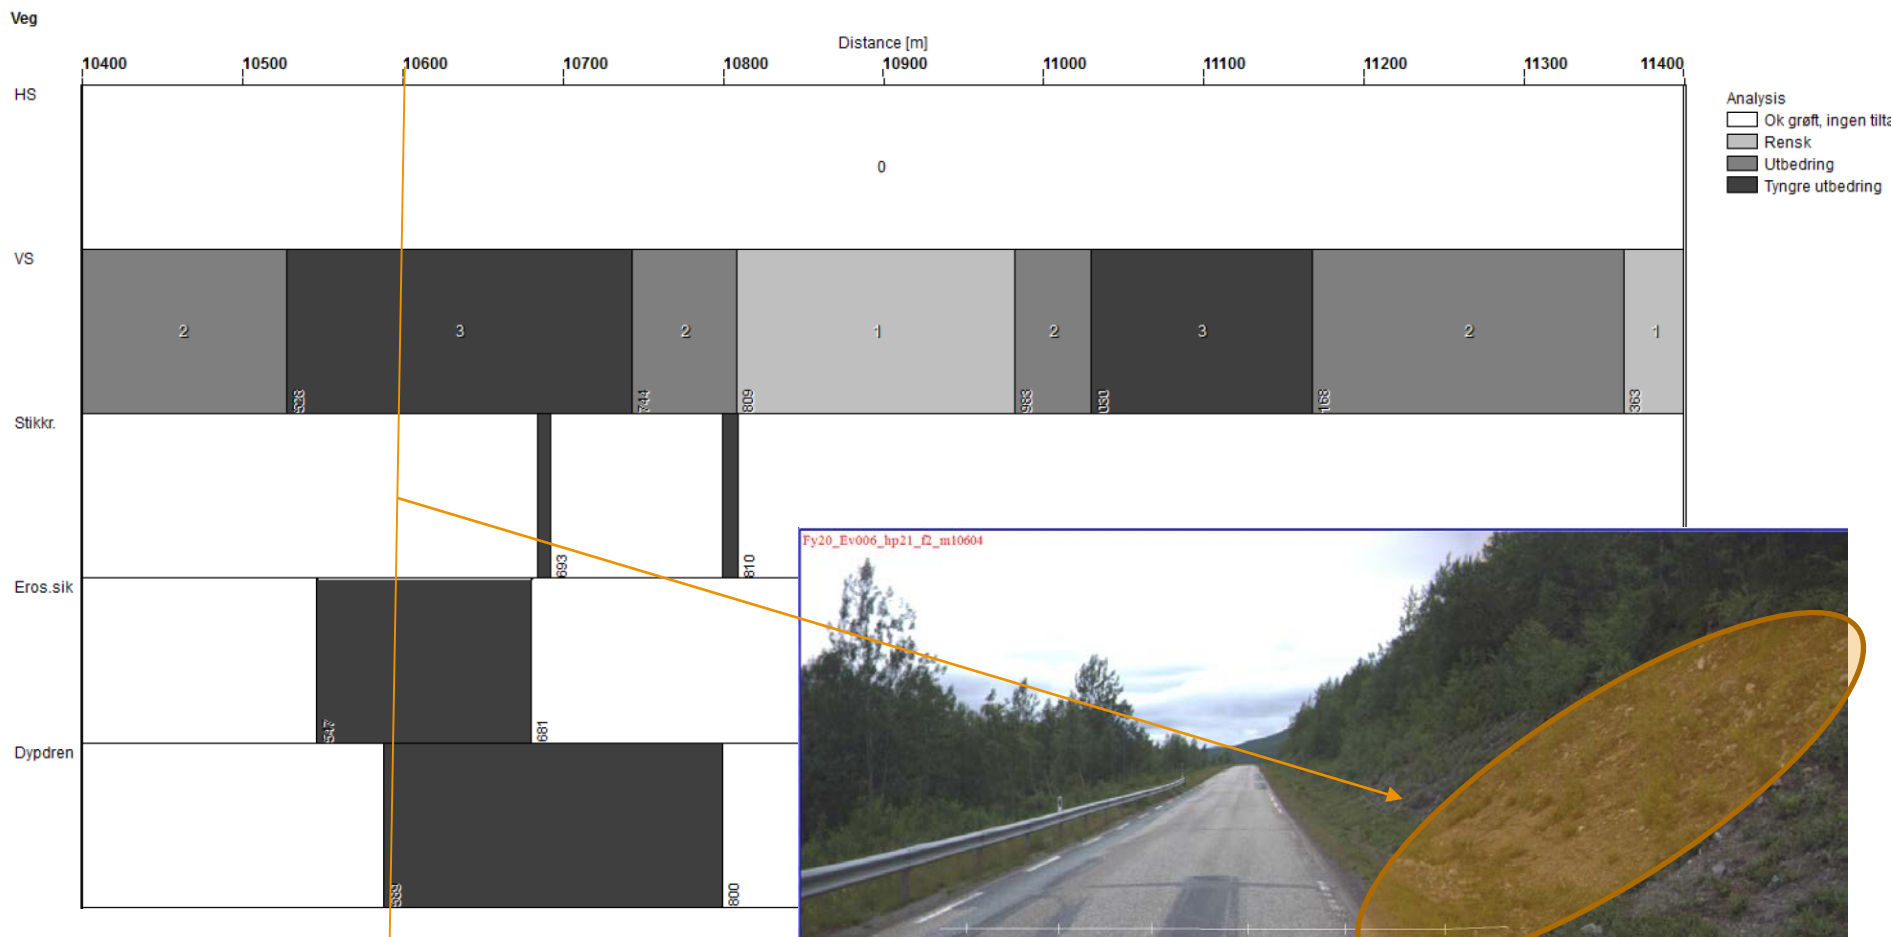 Veg
Distance [m]
10400 10500 10600 10700 10800 10900 11000 11100 11200 11300 11400
HS
0
Analysis
Ok grøft, ingen tilta
Rensk
Utbedring
Tyngre utbedring
VS
2 3 2 1 2 3 2 1
528 744 809 983 030 168 363
Stikkr.
693 810
Fy20_Ev006_hp21_f2_m10604
Eros.sik
547 681
Dypdren
589 800